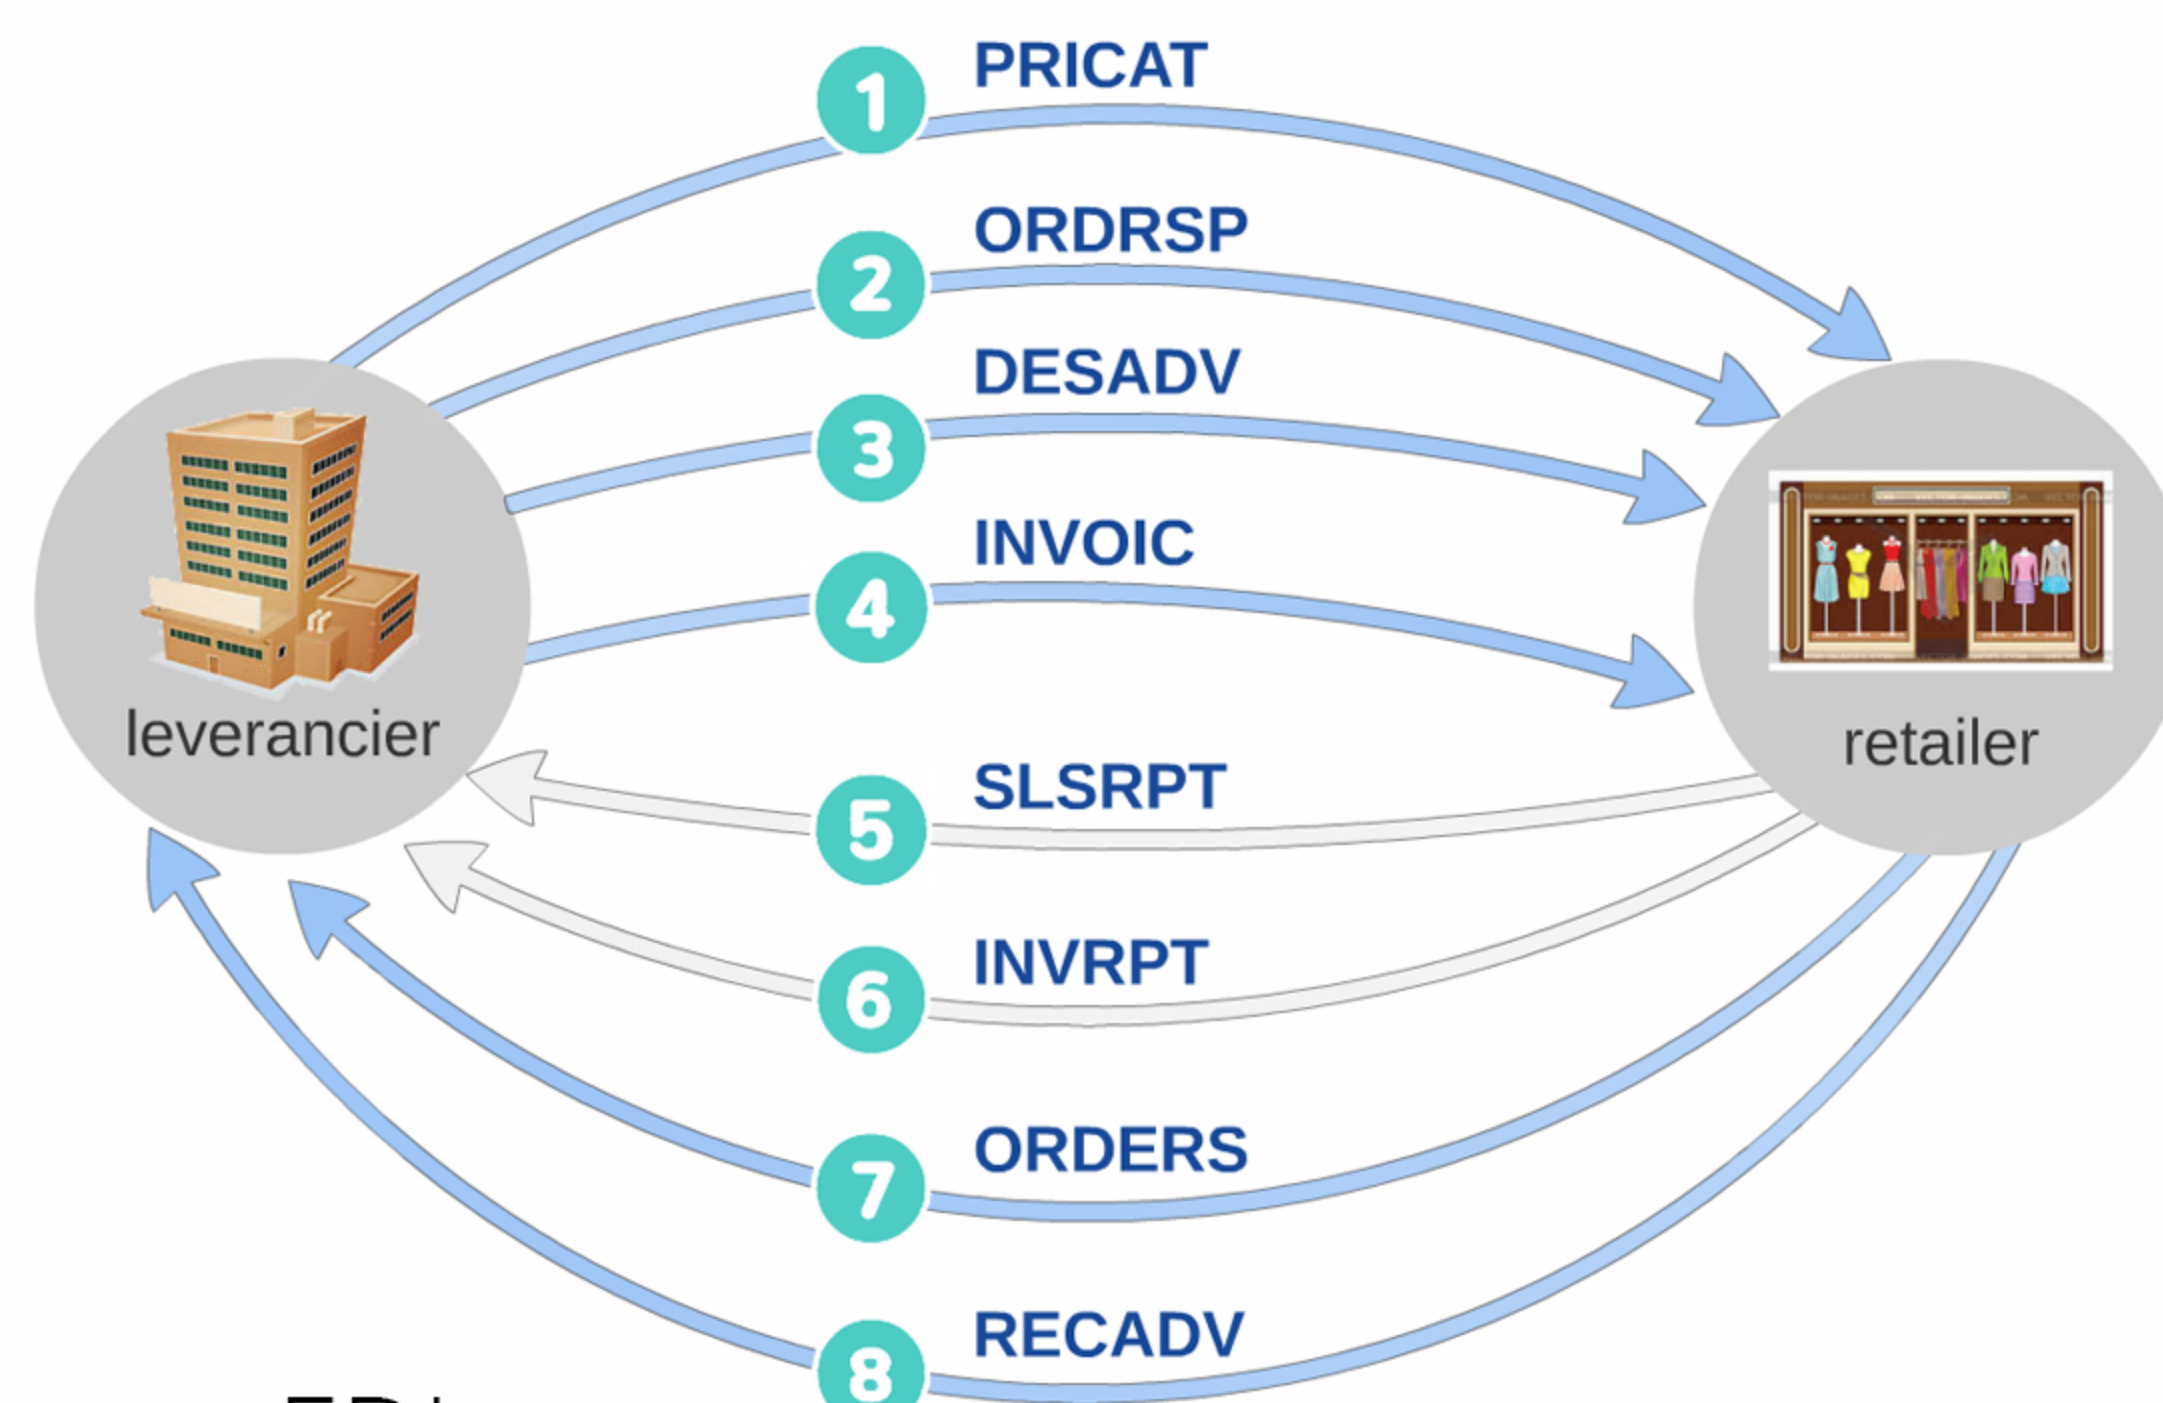 1 PRICAT
2 ORDRSP
3 DESADV
4 INVOIC
leverancier
retailer
5 SLSRPT
6 INVRPT
7 ORDERS
8 RECADV